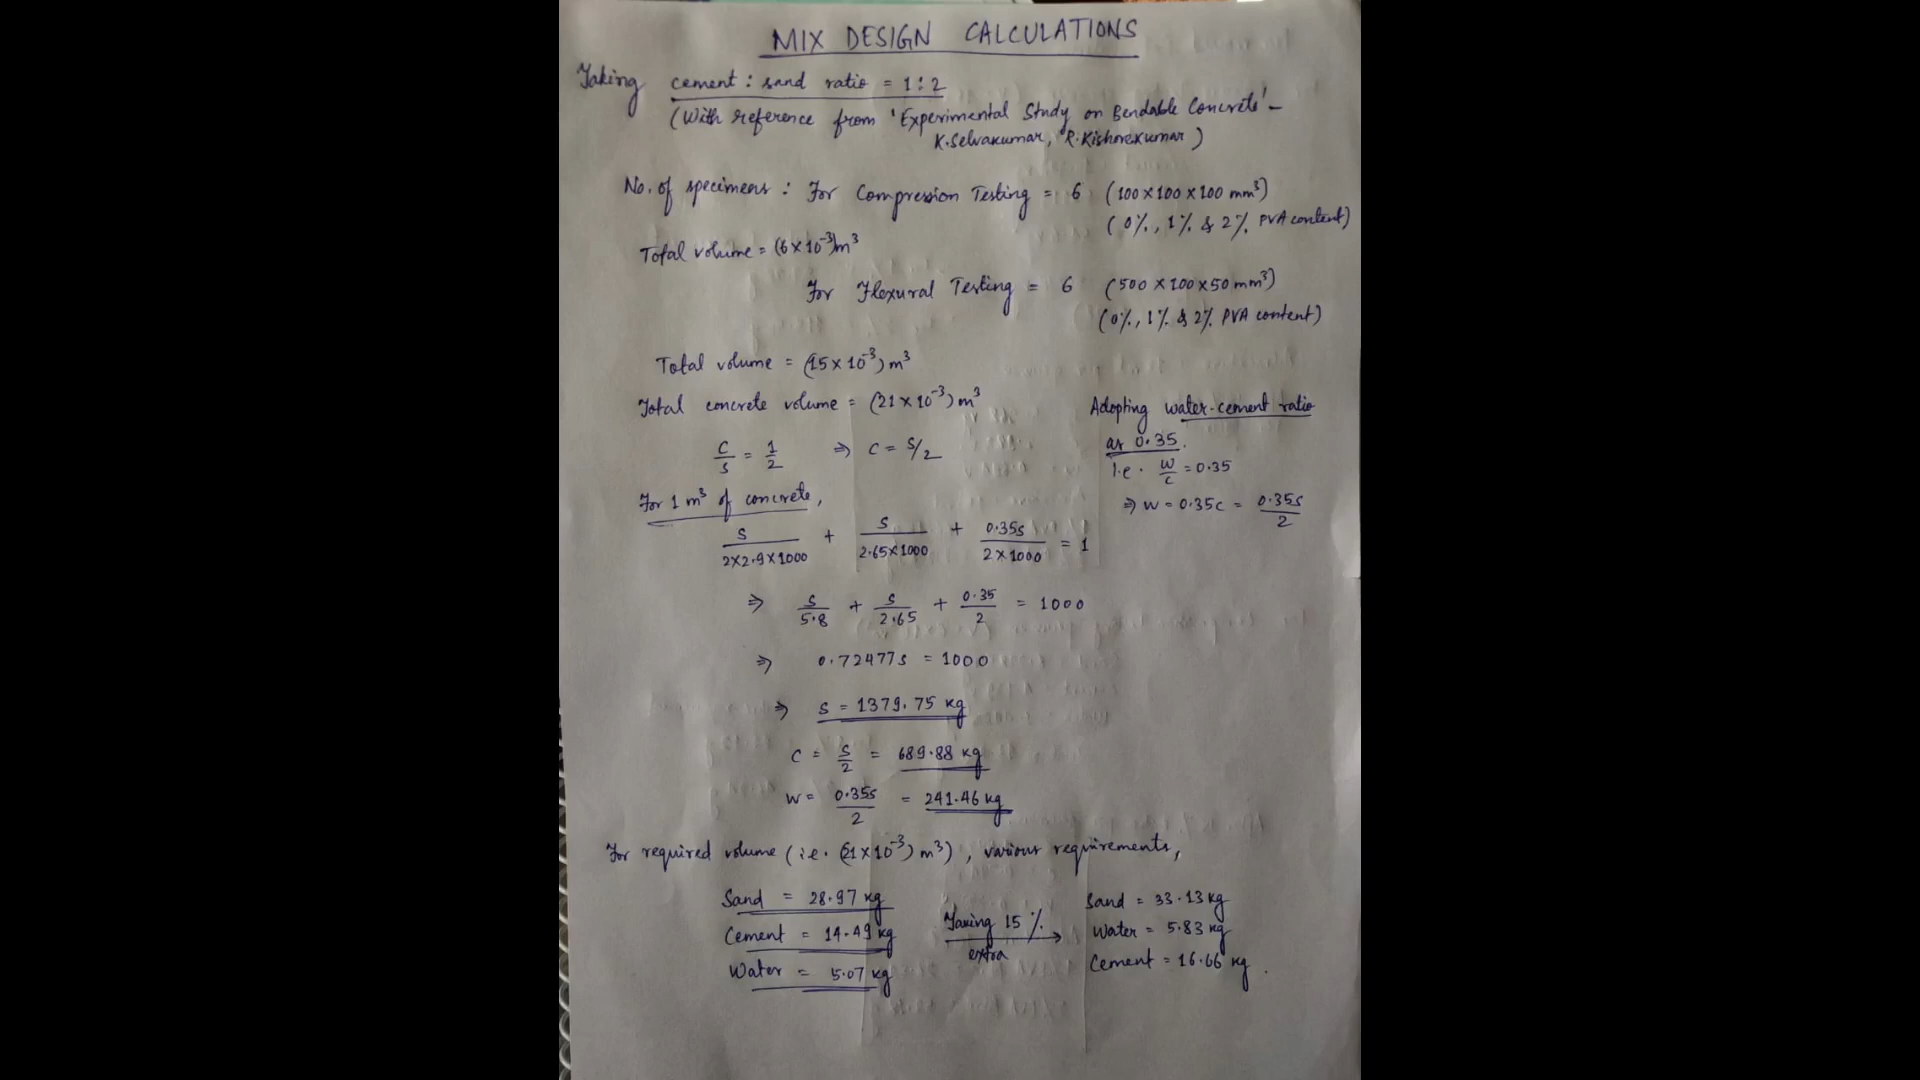 MIX DESIGN CALCULATIONS
Taking cement : sand ratio = 1:2
(With reference from 'Experimental Study on Bendable Concrete' –
K.Selvakumar, R.Kishorekumar)
No. of specimens : For Compression Testing = 6 (100 × 100 × 100 mm³)
(0%, 1% & 2% PVA content)
Total volume = (6 × 10⁻³)m³
For Flexural Testing = 6 (500 × 100 × 50 mm³)
(0%, 1% & 2% PVA content)
Total volume = (15 × 10⁻³) m³
Total concrete volume = (21 × 10⁻³) m³
Adopting water-cement ratio
as 0.35.
C/S = 1/2 ⇒ C = S/2
i.e. W/C = 0.35
⇒ W = 0.35C = 0.35S/2
For 1 m³ of concrete,
S/(2×2.9×1000) + S/(2.65×1000) + 0.35S/(2×1000) = 1
⇒ S/5.8 + S/2.65 + 0.35/2 = 1000
⇒ 0.72477S = 1000
⇒ S = 1379.75 kg
C = S/2 = 689.88 kg
W = 0.35S/2 = 241.46 kg
For required volume (i.e. (21 × 10⁻³) m³), various requirements,
Sand = 28.97 kg
Cement = 14.49 kg
Water = 5.07 kg
Taking 15% extra →
Sand = 33.13 kg
Water = 5.83 kg
Cement = 16.66 kg.